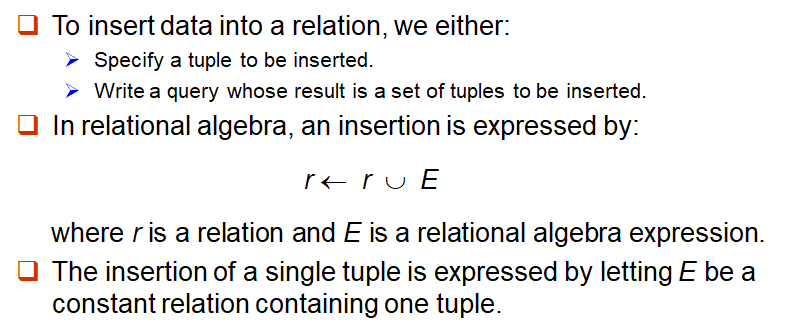 To insert data into a relation, we either:
Specify a tuple to be inserted.
Write a query whose result is a set of tuples to be inserted.
In relational algebra, an insertion is expressed by:
r ← r ∪ E
where r is a relation and E is a relational algebra expression.
The insertion of a single tuple is expressed by letting E be a
constant relation containing one tuple.